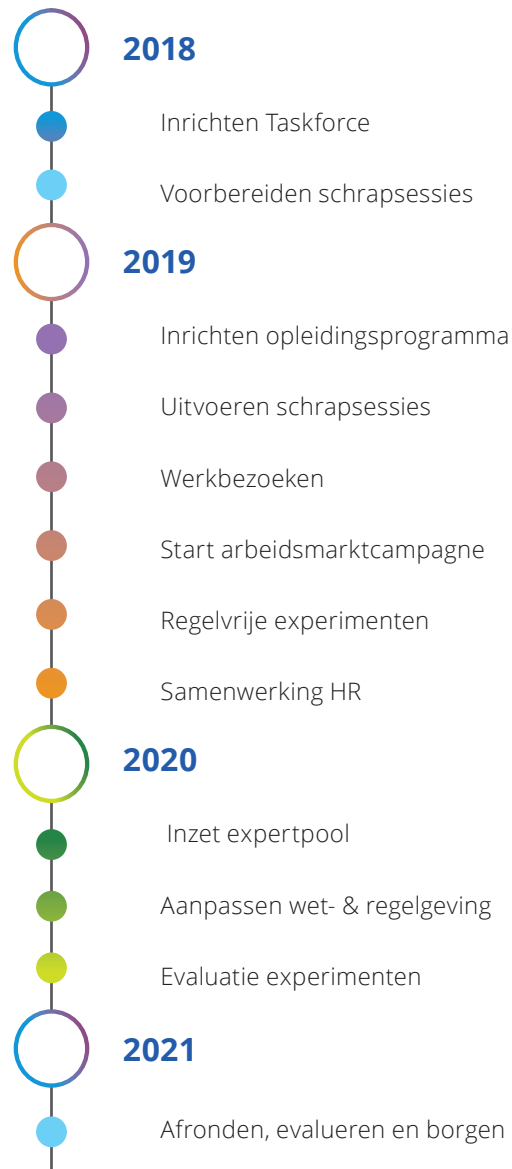 2018
Inrichten Taskforce
Voorbereiden schrapsessies
2019
Inrichten opleidingsprogramma
Uitvoeren schrapsessies
Werkbezoeken
Start arbeidsmarktcampagne
Regelvrije experimenten
Samenwerking HR
2020
Inzet expertpool
Aanpassen wet- & regelgeving
Evaluatie experimenten
2021
Afronden, evalueren en borgen